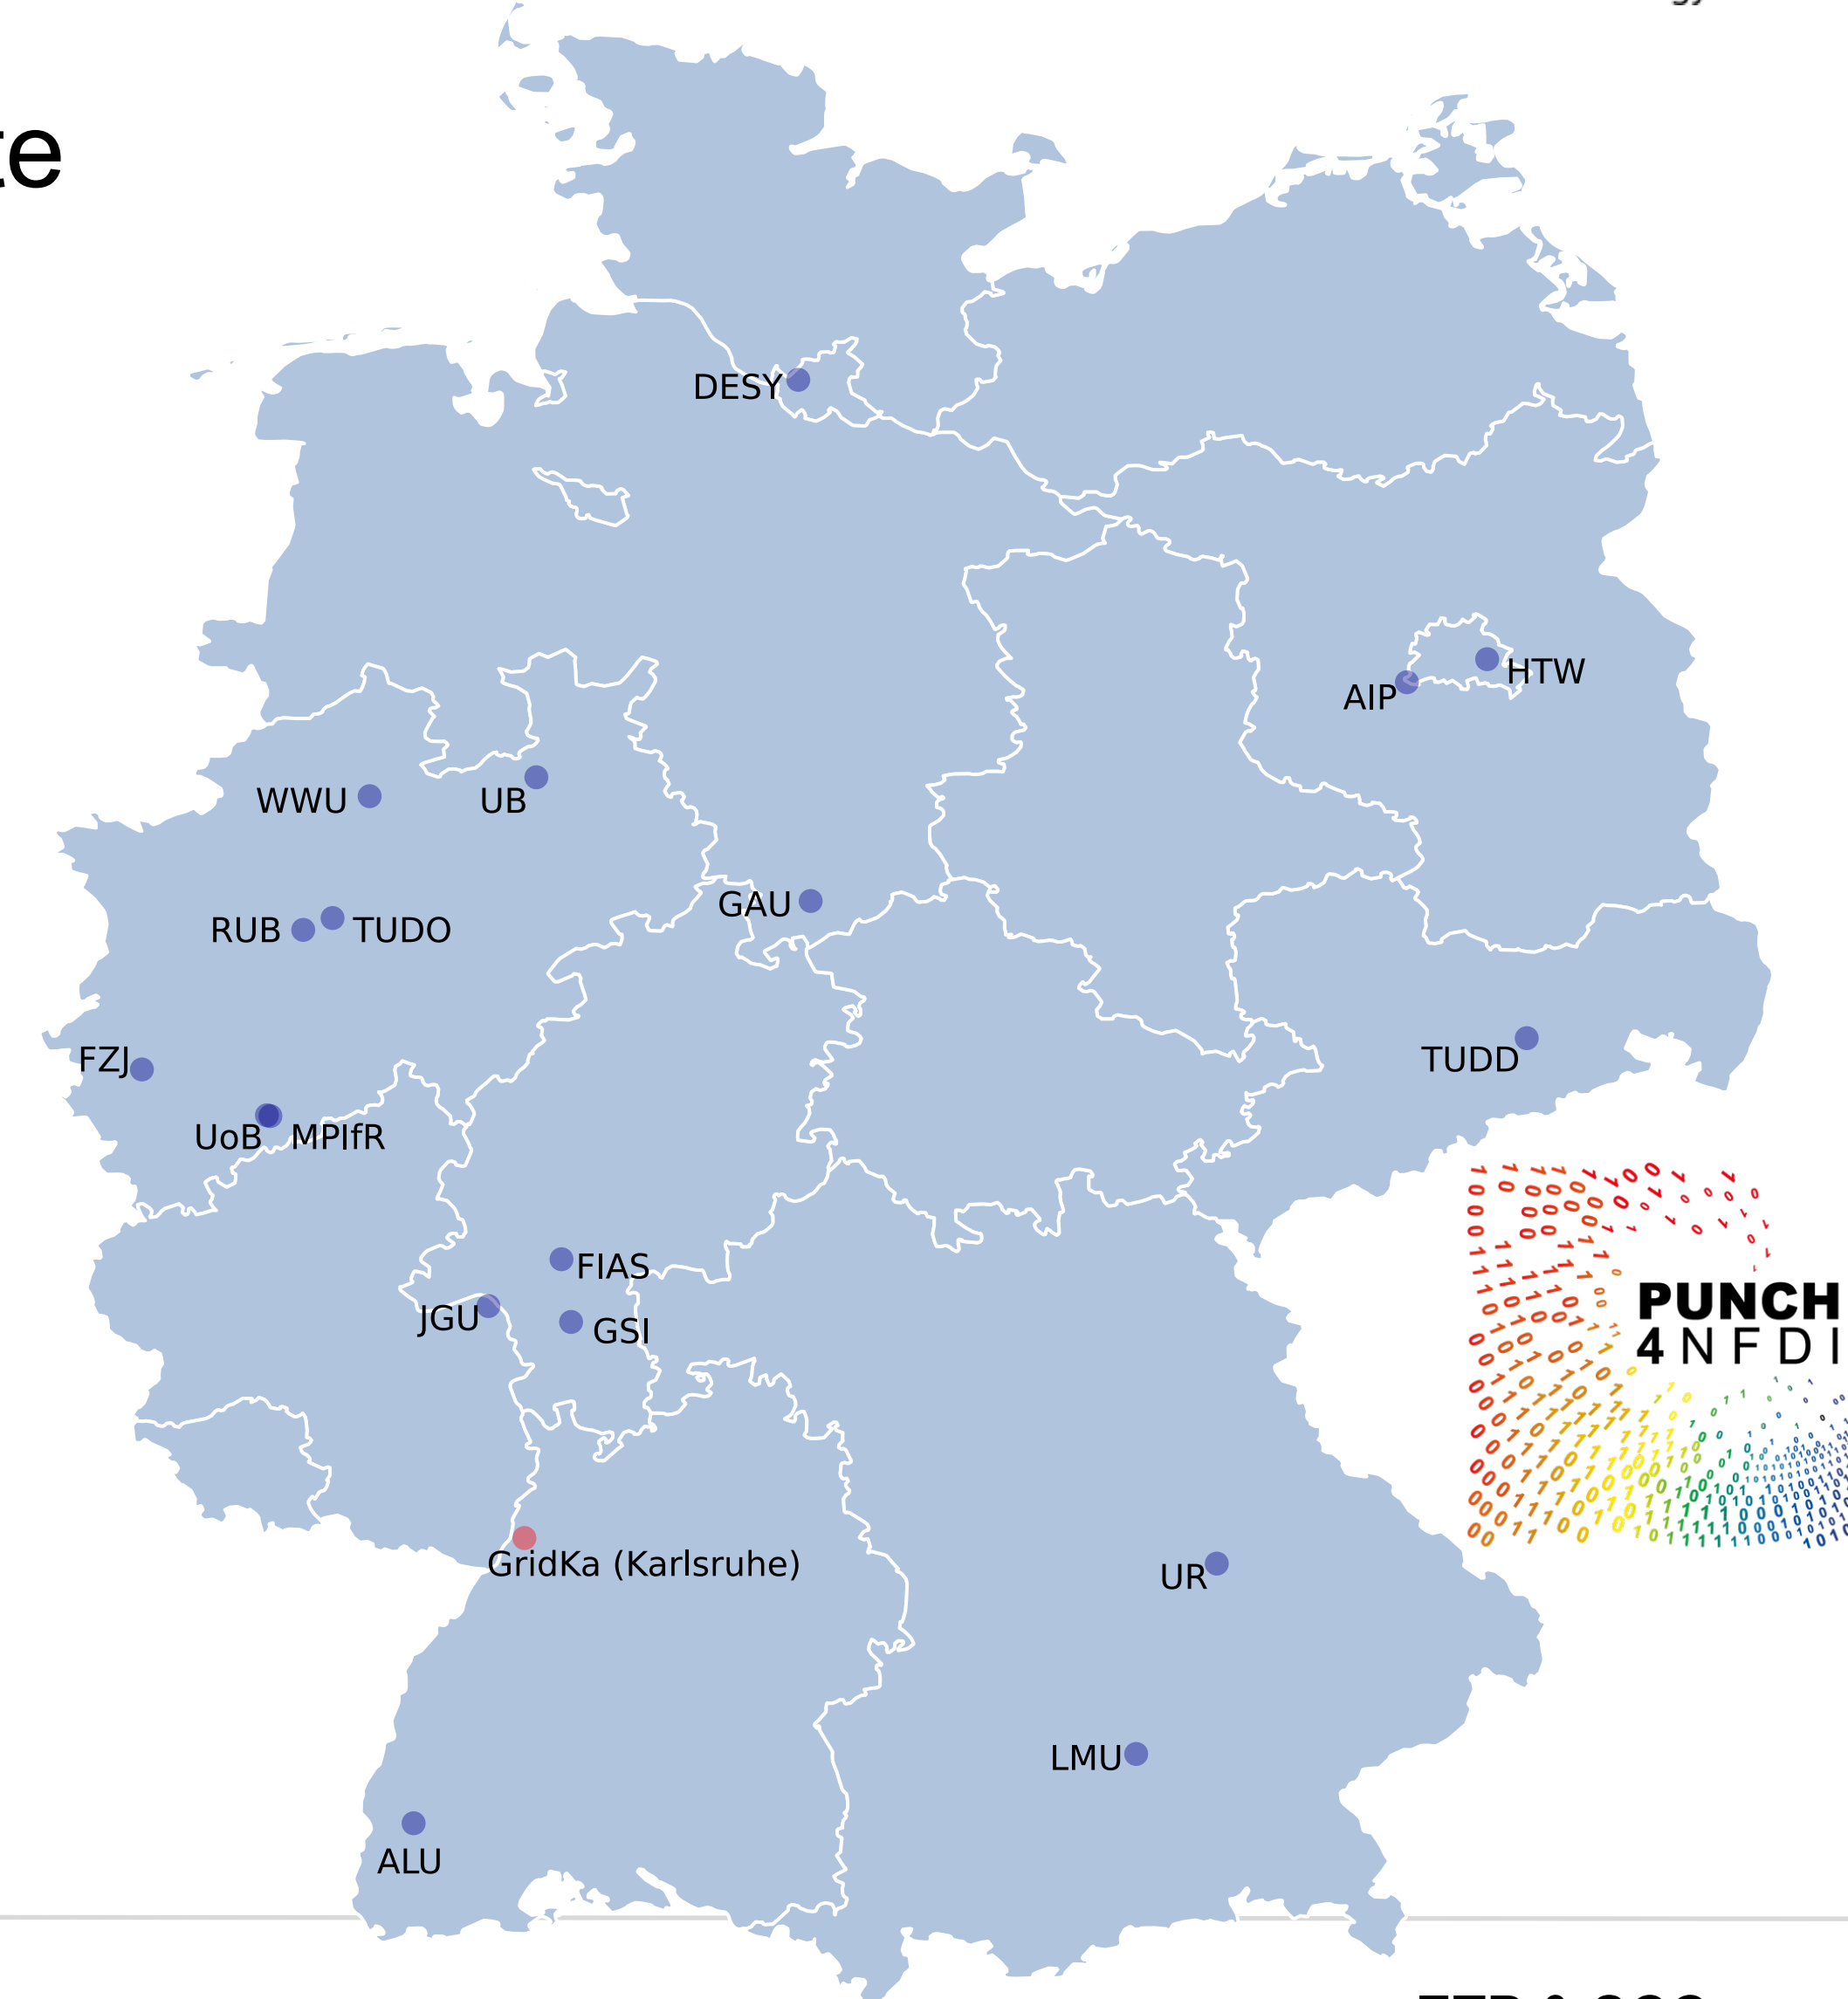 DESY
HTW
AIP
WWU
UB
GAU
RUB
TUDO
FZJ
TUDD
UoB
MPIfR
FIAS
JGU
GSI
PUNCH
4NFDI
GridKa (Karlsruhe)
UR
LMU
ALU